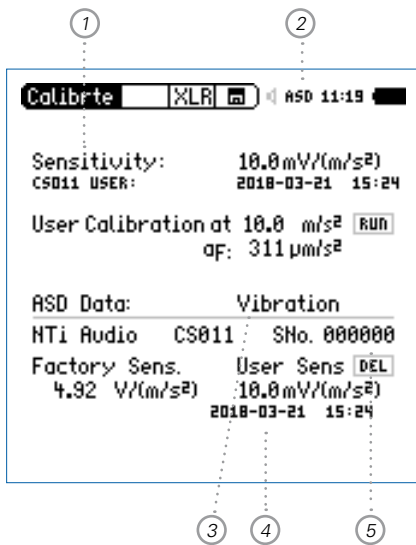 1 2
Calibrte XLR ASD 11:19
Sensitivity: 10.0mV/(m/s²)
CS011 USER: 2018-03-21 15:24
User Calibration at 10.0 m/s² RUN
aF: 311µm/s²
ASD Data: Vibration
NTi Audio CS011 SNo. 000000
Factory Sens. User Sens DEL
4.92 V/(m/s²) 10.0mV/(m/s²)
2018-03-21 15:24
3 4 5